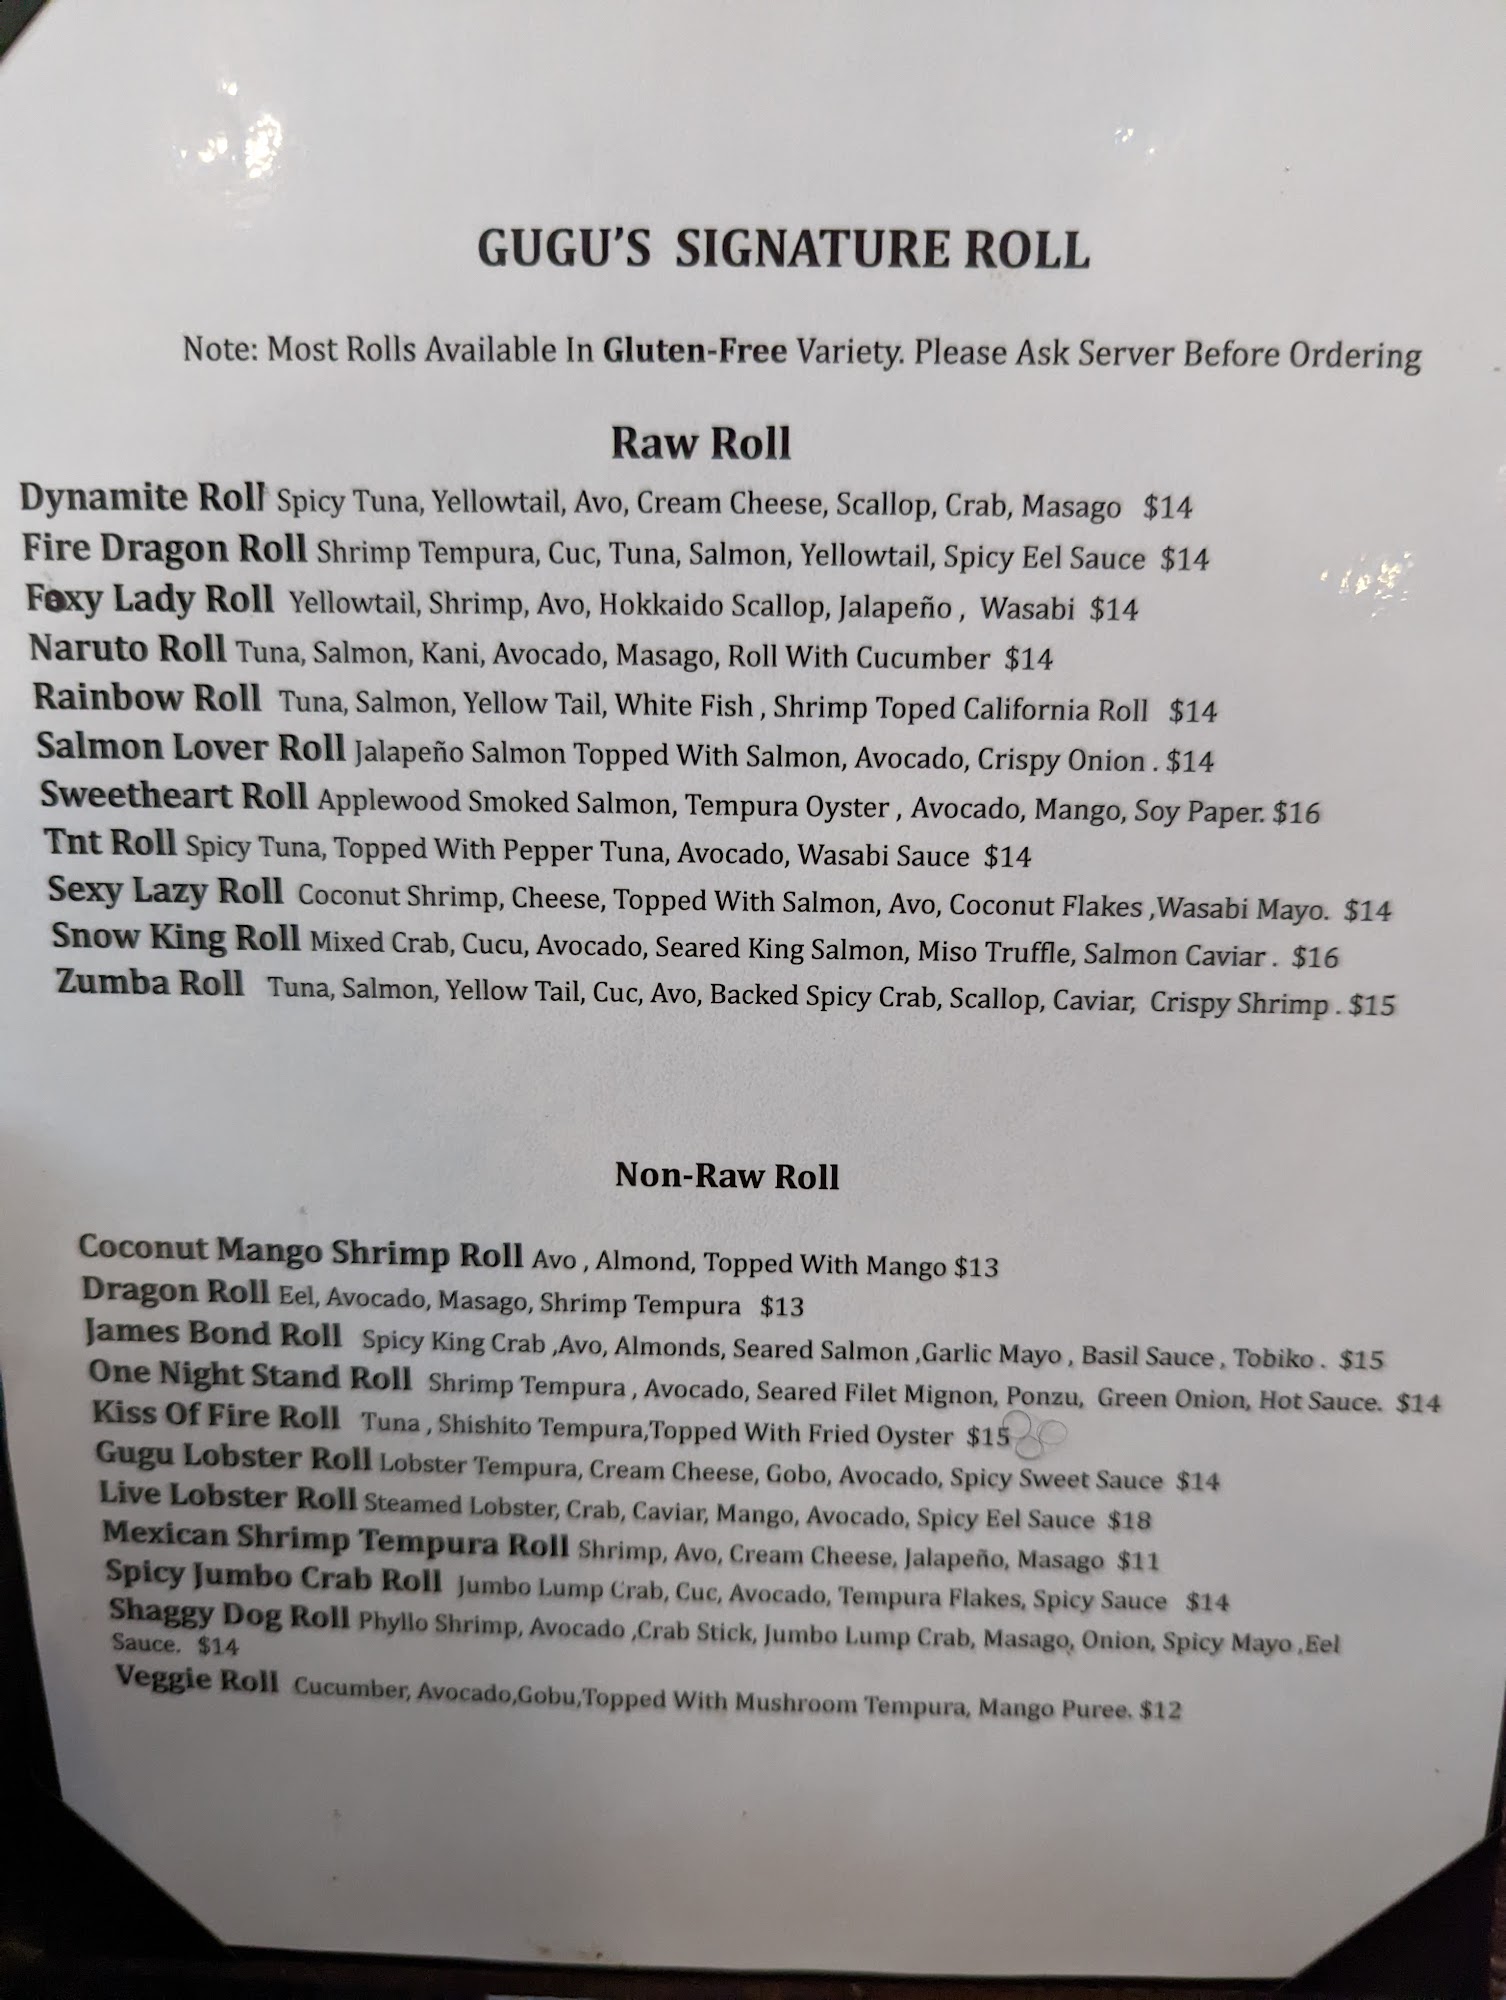 GUGU'S SIGNATURE ROLL
Note: Most Rolls Available In Gluten-Free Variety. Please Ask Server Before Ordering
Raw Roll
Dynamite Roll Spicy Tuna, Yellowtail, Avo, Cream Cheese, Scallop, Crab, Masago $14
Fire Dragon Roll Shrimp Tempura, Cuc, Tuna, Salmon, Yellowtail, Spicy Eel Sauce $14
Foxy Lady Roll Yellowtail, Shrimp, Avo, Hokkaido Scallop, Jalapeño , Wasabi $14
Naruto Roll Tuna, Salmon, Kani, Avocado, Masago, Roll With Cucumber $14
Rainbow Roll Tuna, Salmon, Yellow Tail, White Fish , Shrimp Toped California Roll $14
Salmon Lover Roll Jalapeño Salmon Topped With Salmon, Avocado, Crispy Onion . $14
Sweetheart Roll Applewood Smoked Salmon, Tempura Oyster , Avocado, Mango, Soy Paper. $16
Tnt Roll Spicy Tuna, Topped With Pepper Tuna, Avocado, Wasabi Sauce $14
Sexy Lazy Roll Coconut Shrimp, Cheese, Topped With Salmon, Avo, Coconut Flakes ,Wasabi Mayo. $14
Snow King Roll Mixed Crab, Cucu, Avocado, Seared King Salmon, Miso Truffle, Salmon Caviar . $16
Zumba Roll Tuna, Salmon, Yellow Tail, Cuc, Avo, Backed Spicy Crab, Scallop, Caviar, Crispy Shrimp . $15
Non-Raw Roll
Coconut Mango Shrimp Roll Avo , Almond, Topped With Mango $13
Dragon Roll Eel, Avocado, Masago, Shrimp Tempura $13
James Bond Roll Spicy King Crab ,Avo, Almonds, Seared Salmon ,Garlic Mayo , Basil Sauce , Tobiko . $15
One Night Stand Roll Shrimp Tempura , Avocado, Seared Filet Mignon, Ponzu, Green Onion, Hot Sauce. $14
Kiss Of Fire Roll Tuna , Shishito Tempura,Topped With Fried Oyster $15
Gugu Lobster Roll Lobster Tempura, Cream Cheese, Gobo, Avocado, Spicy Sweet Sauce $14
Live Lobster Roll Steamed Lobster, Crab, Caviar, Mango, Avocado, Spicy Eel Sauce $18
Mexican Shrimp Tempura Roll Shrimp, Avo, Cream Cheese, Jalapeño, Masago $11
Spicy Jumbo Crab Roll Jumbo Lump Crab, Cuc, Avocado, Tempura Flakes, Spicy Sauce $14
Shaggy Dog Roll Phyllo Shrimp, Avocado ,Crab Stick, Jumbo Lump Crab, Masago, Onion, Spicy Mayo ,Eel
Sauce. $14
Veggie Roll Cucumber, Avocado,Gobu,Topped With Mushroom Tempura, Mango Puree. $12